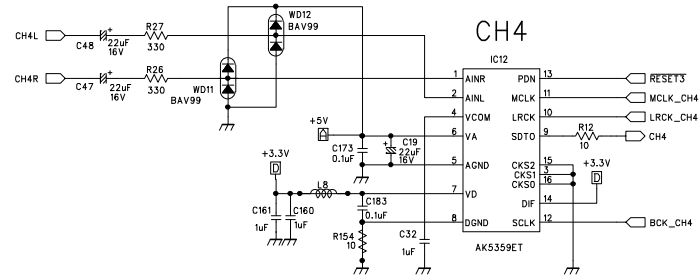 CH4
CH4L
C48
22uF
16V
R27
330
WD12
BAV99
CH4R
C47
22uF
16V
R26
330
WD11
BAV99
IC12
1 AINR PDN 13 RESET3
2 AINL MCLK 11 MCLK_CH4
4 VCOM LRCK 10 LRCK_CH4
+5V
A
6 VA SDTO 9 R12 10 CH4
C173
0.1uF
C19
22uF
16V
5 AGND CKS2 15
CKS1 3
CKS0 16
+3.3V
D
+3.3V
D
L8
7 VD DIF 14
C183
0.1uF
8 DGND SCLK 12 BCK_CH4
C161
1uF
C160
1uF
R154
10
C32
1uF
AK5359ET